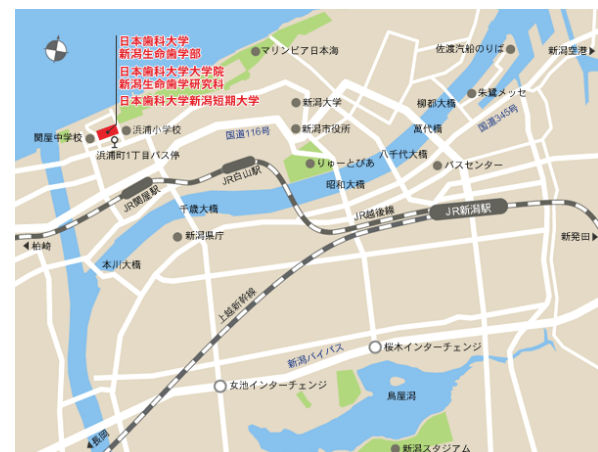 日本歯科大学
新潟生命歯学部
日本歯科大学大学院
新潟生命歯学研究科
日本歯科大学新潟短期大学
マリンピア日本海
佐渡汽船のりば
新潟空港▶
朱鷺メッセ
柳都大橋
国道345号
新潟大学
萬代橋
新潟市役所
国道116号
浜浦小学校
関屋中学校
浜浦町1丁目バス停
八千代大橋
りゅーとぴあ
バスセンター
昭和大橋
JR白山駅
JR関屋駅
千歳大橋
JR越後線
JR新潟駅
新潟県庁
新発田▶
◀柏崎
本川大橋
上越新幹線
新潟バイパス
桜木インターチェンジ
女池インターチェンジ
鳥屋潟
◀長岡
新潟スタジアム